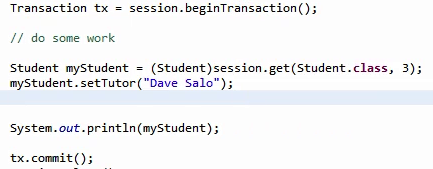 Transaction tx = session.beginTransaction();
// do some work
Student myStudent = (Student)session.get(Student.class, 3);
myStudent.setTutor("Dave Salo");
System.out.println(myStudent);
tx.commit();